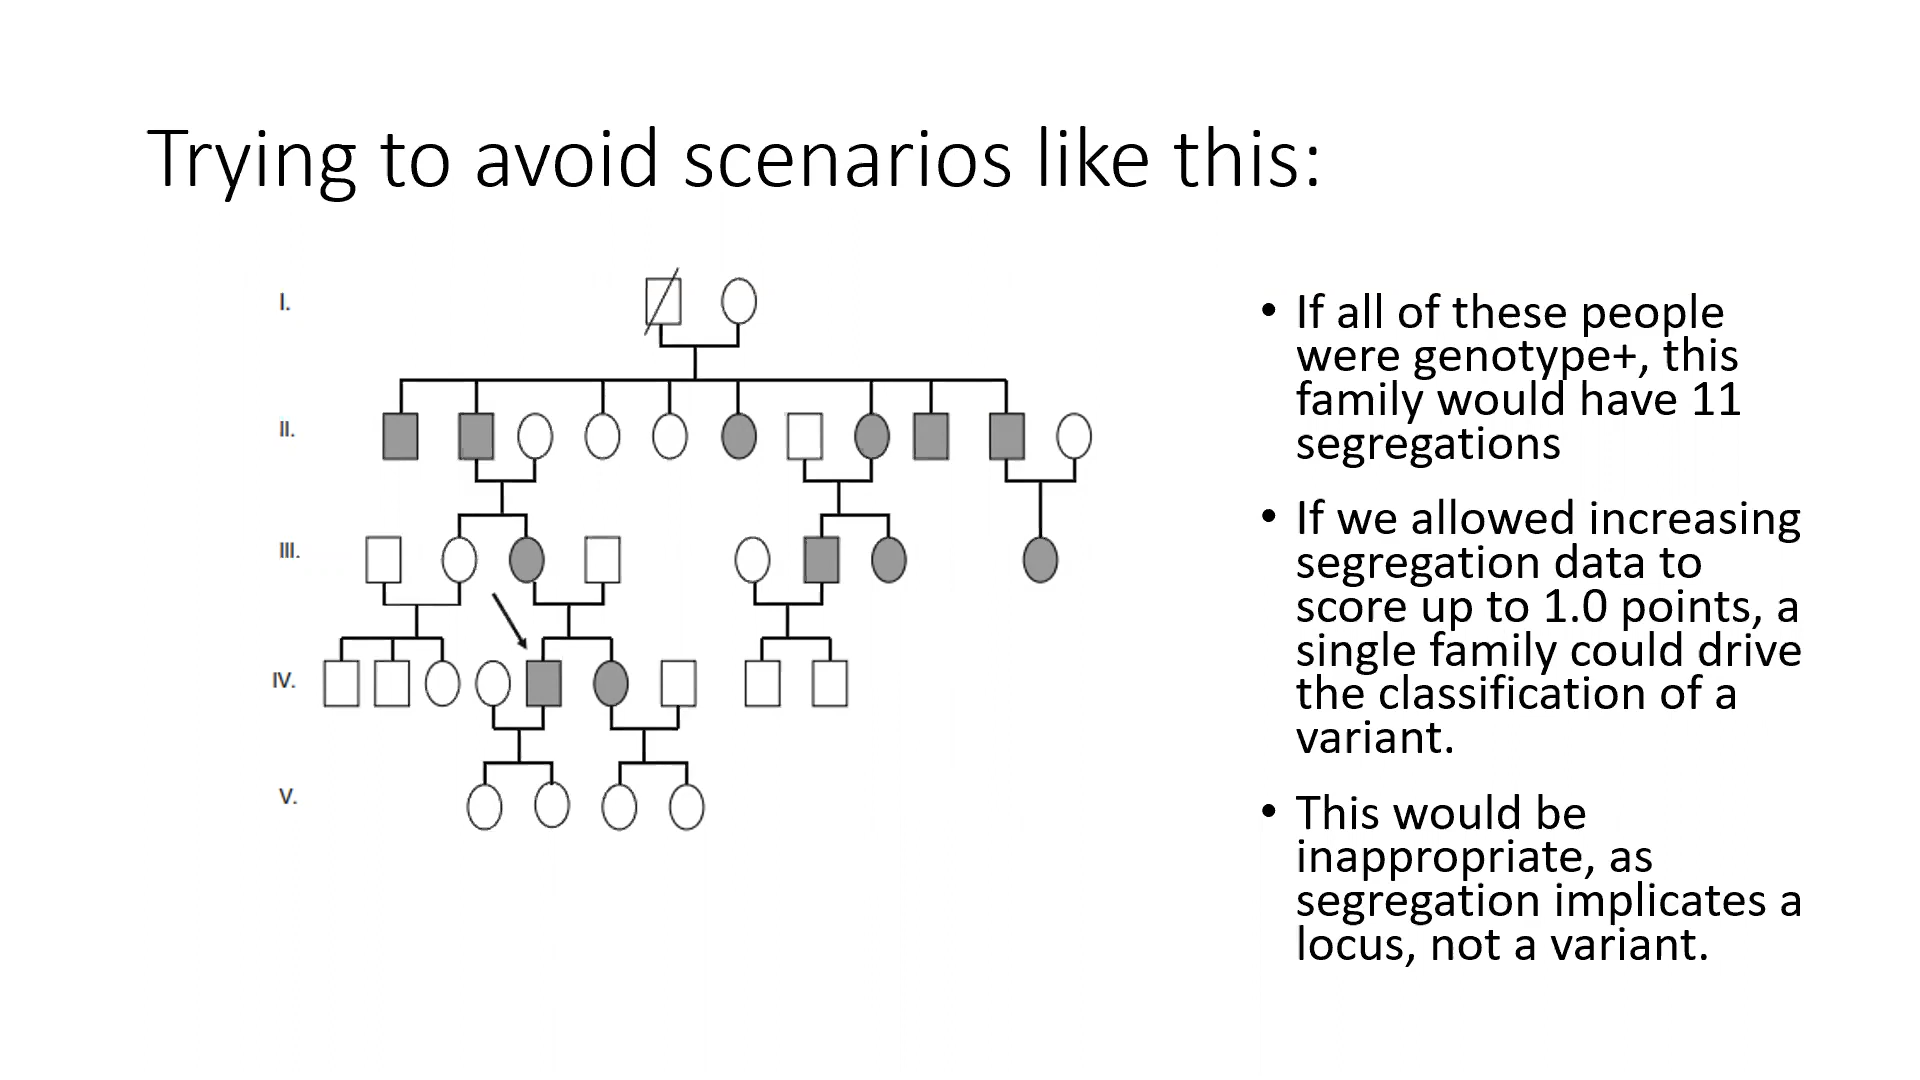 Trying to avoid scenarios like this:
I.
II.
III.
IV.
V.
• If all of these people
were genotype+, this
family would have 11
segregations
• If we allowed increasing
segregation data to
score up to 1.0 points, a
single family could drive
the classification of a
variant.
• This would be
inappropriate, as
segregation implicates a
locus, not a variant.